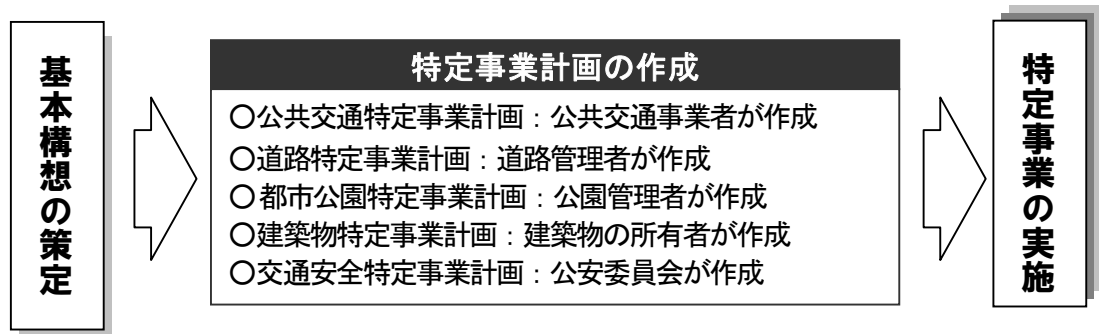 基本構想の策定
特定事業計画の作成
〇公共交通特定事業計画：公共交通事業者が作成
〇道路特定事業計画：道路管理者が作成
〇都市公園特定事業計画：公園管理者が作成
〇建築物特定事業計画：建築物の所有者が作成
〇交通安全特定事業計画：公安委員会が作成
特定事業の実施